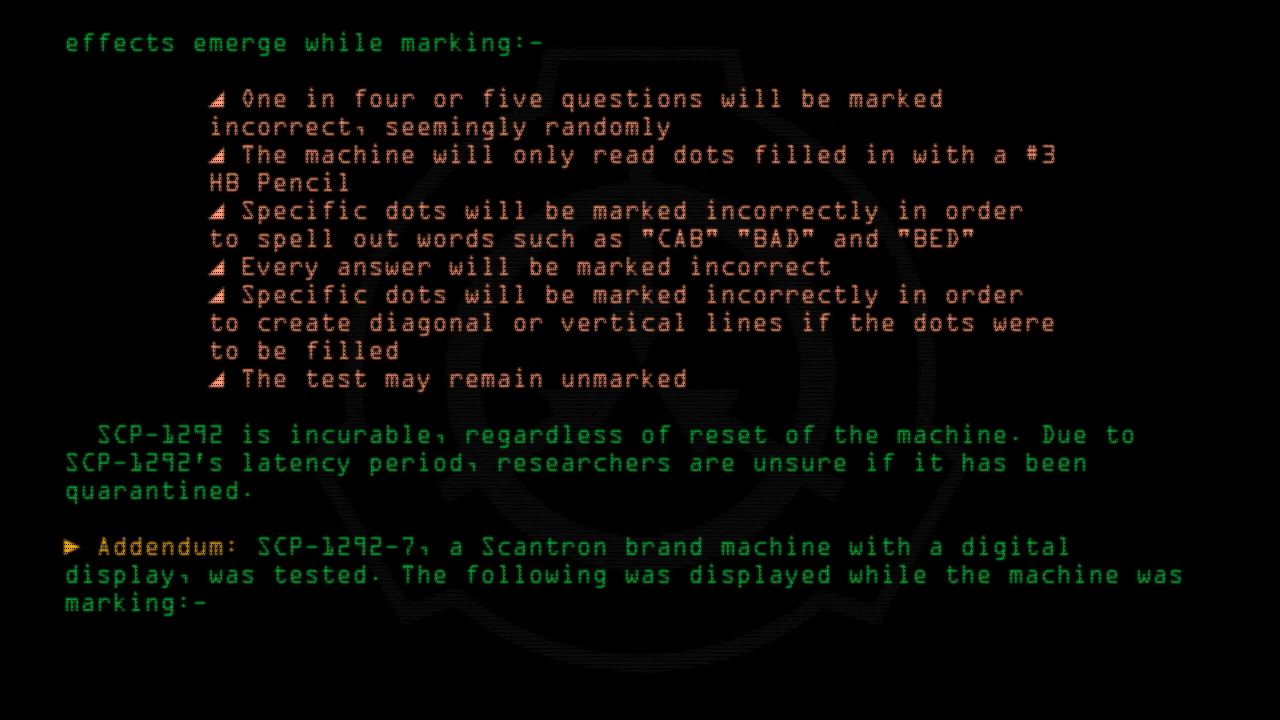 effects emerge while marking:-
◢ One in four or five questions will be marked
incorrect, seemingly randomly
◢ The machine will only read dots filled in with a #3
HB Pencil
◢ Specific dots will be marked incorrectly in order
to spell out words such as "CAB" "BAD" and "BED"
◢ Every answer will be marked incorrect
◢ Specific dots will be marked incorrectly in order
to create diagonal or vertical lines if the dots were
to be filled
◢ The test may remain unmarked
SCP-1292 is incurable, regardless of reset of the machine. Due to
SCP-1292's latency period, researchers are unsure if it has been
quarantined.
► Addendum: SCP-1292-7, a Scantron brand machine with a digital
display, was tested. The following was displayed while the machine was
marking:-